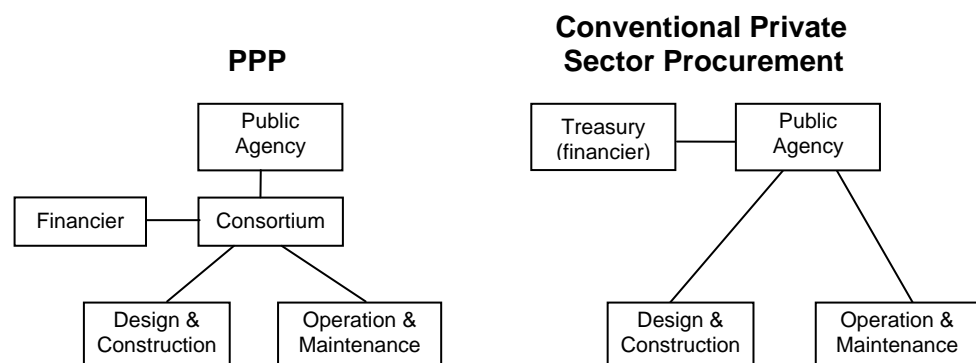 PPP
Public
Agency
Financier
Consortium
Design &
Construction
Operation &
Maintenance
Conventional Private
Sector Procurement
Treasury
(financier)
Public
Agency
Design &
Construction
Operation &
Maintenance